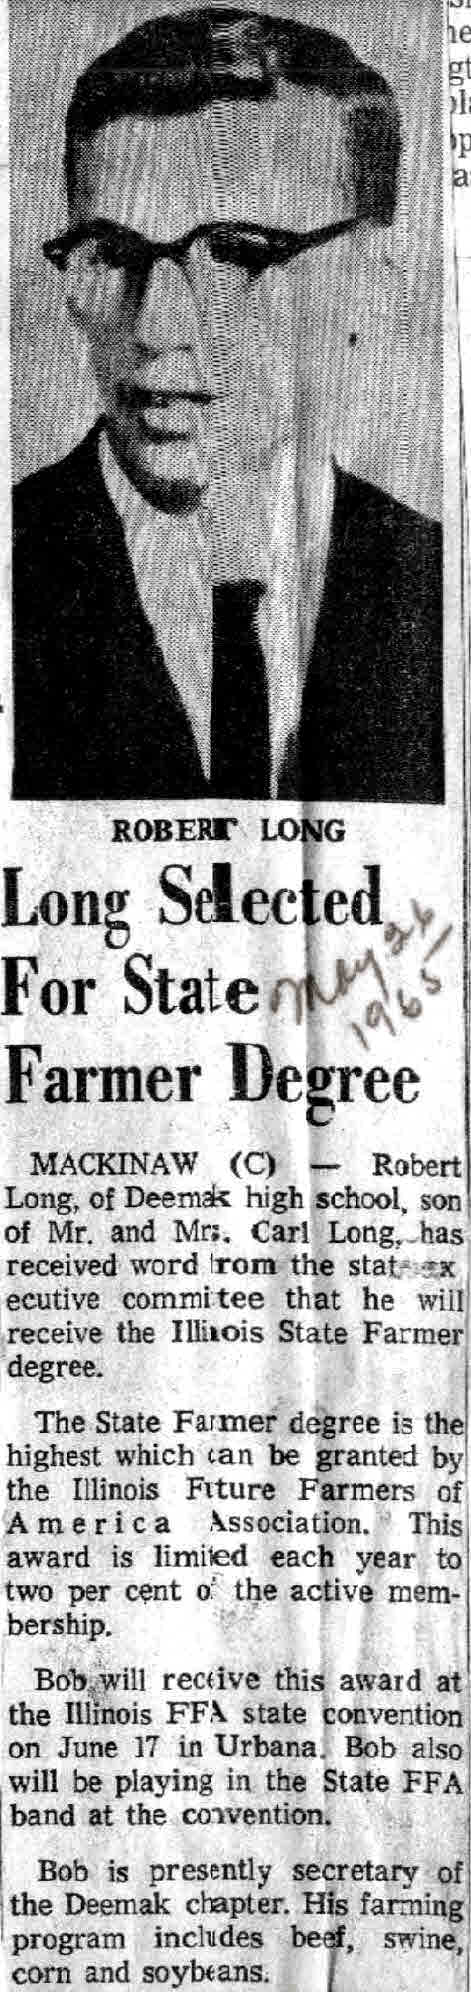 ROBERT LONG
Long Selected
For State
Farmer Degree
May 26
1965
MACKINAW (C) — Robert
Long, of Deemak high school, son
of Mr. and Mrs. Carl Long, has
received word from the state ex
ecutive commitee that he will
receive the Illinois State Farmer
degree.
The State Farmer degree is the
highest which can be granted by
the Illinois Future Farmers of
America Association. This
award is limited each year to
two per cent of the active mem-
bership.
Bob will receive this award at
the Illinois FFA state convention
on June 17 in Urbana. Bob also
will be playing in the State FFA
band at the convention.
Bob is presently secretary of
the Deemak chapter. His farming
program includes beef, swine,
corn and soybeans.